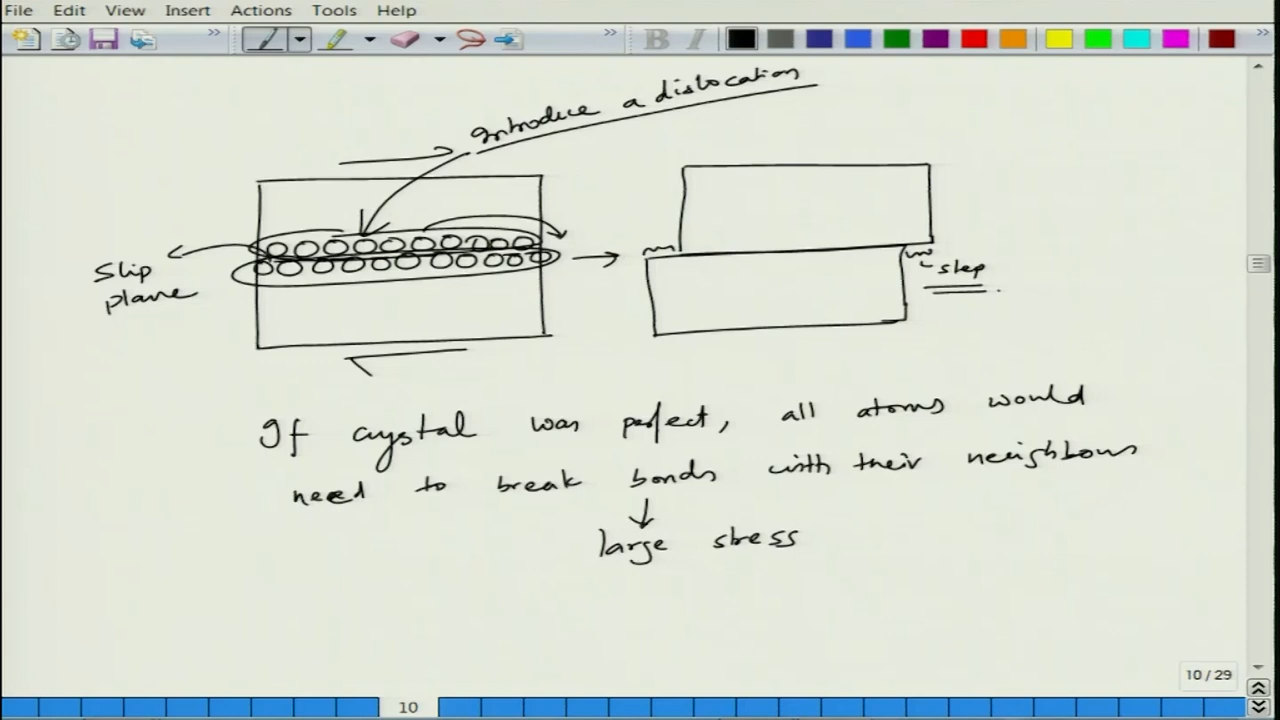 File Edit View Insert Actions Tools Help
B I
Introduce a dislocation
Slip
plane
step
If crystal was perfect, all atoms would
need to break bonds with their neighbours
large stress
10 / 29
10